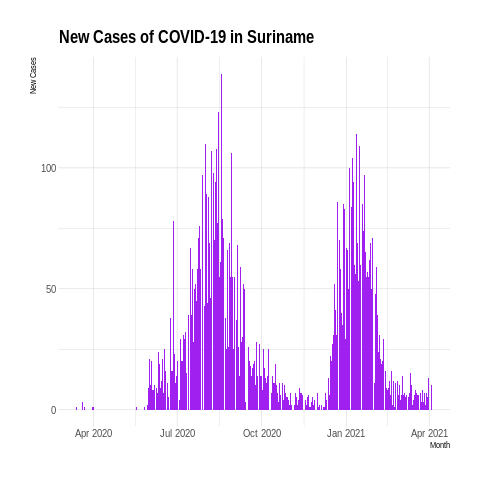 New Cases of COVID-19 in Suriname
New Cases
100
50
0
Apr 2020 Jul 2020 Oct 2020 Jan 2021 Apr 2021
Month